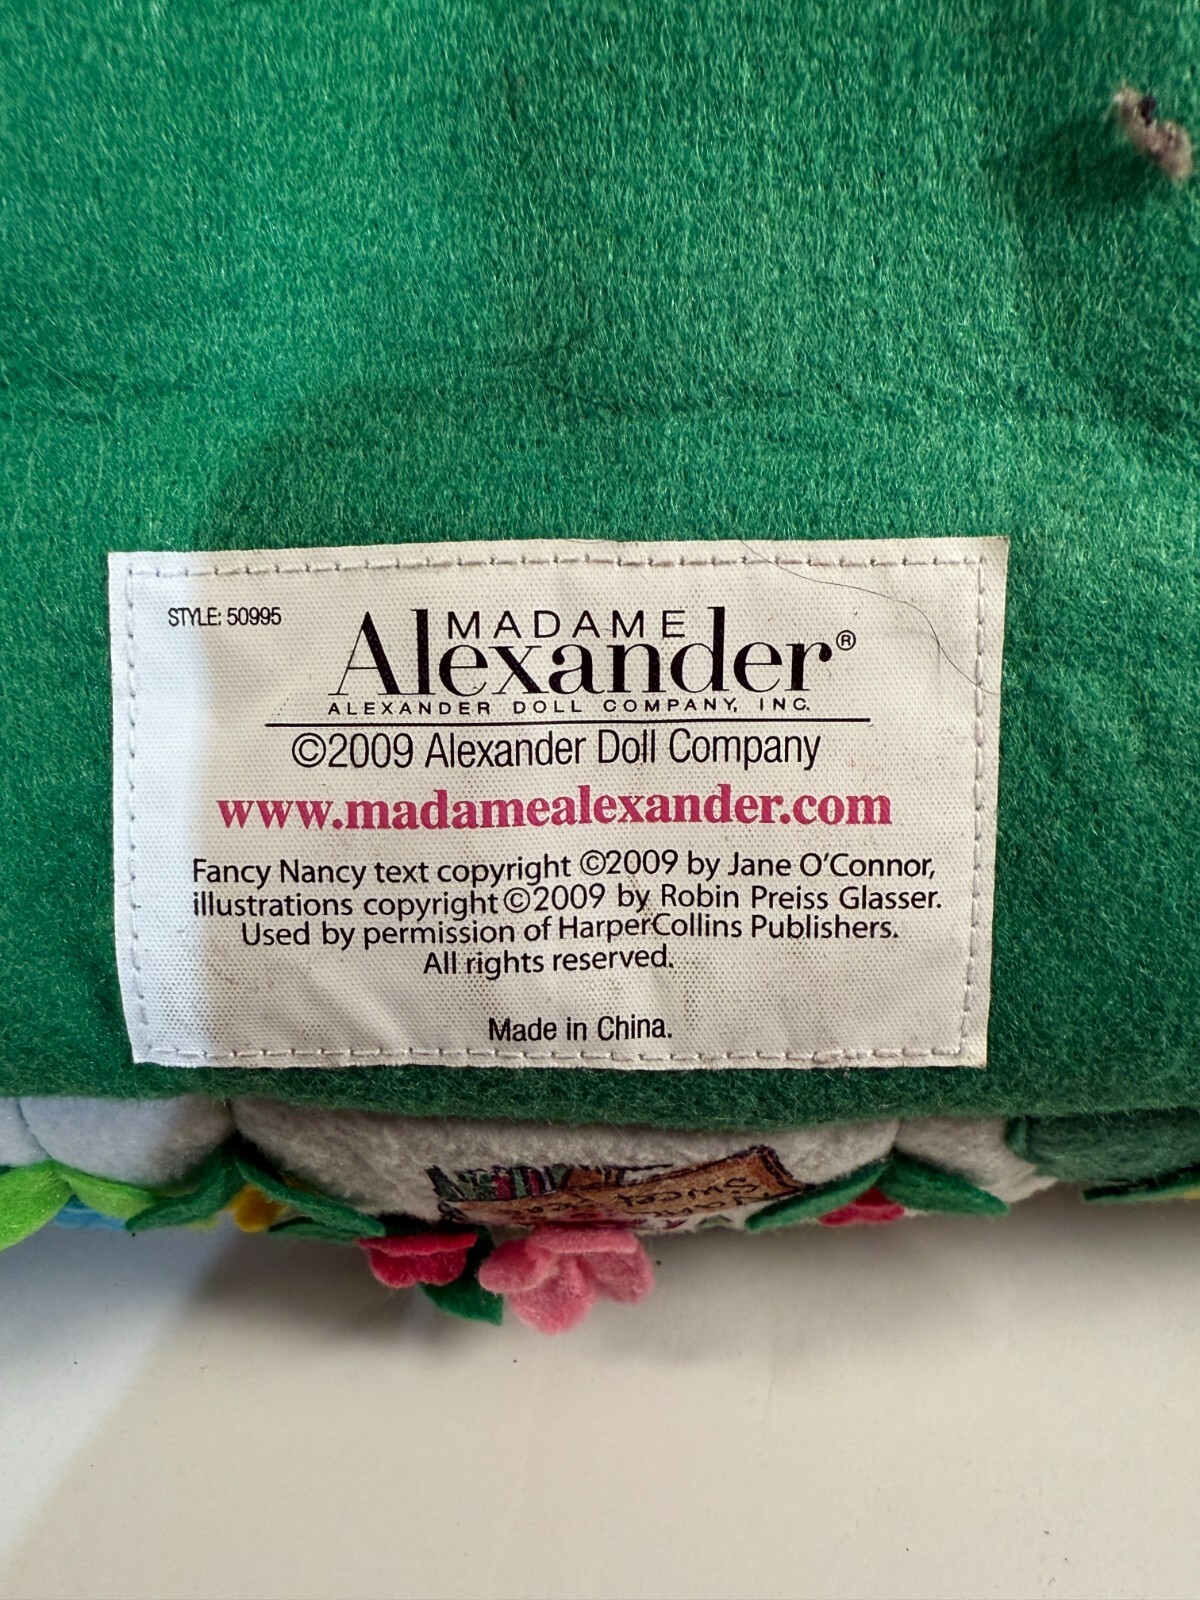 STYLE: 50995
MADAME
Alexander®
ALEXANDER DOLL COMPANY, INC.
©2009 Alexander Doll Company
www.madamealexander.com
Fancy Nancy text copyright ©2009 by Jane O'Connor,
illustrations copyright ©2009 by Robin Preiss Glasser.
Used by permission of HarperCollins Publishers.
All rights reserved.
Made in China.